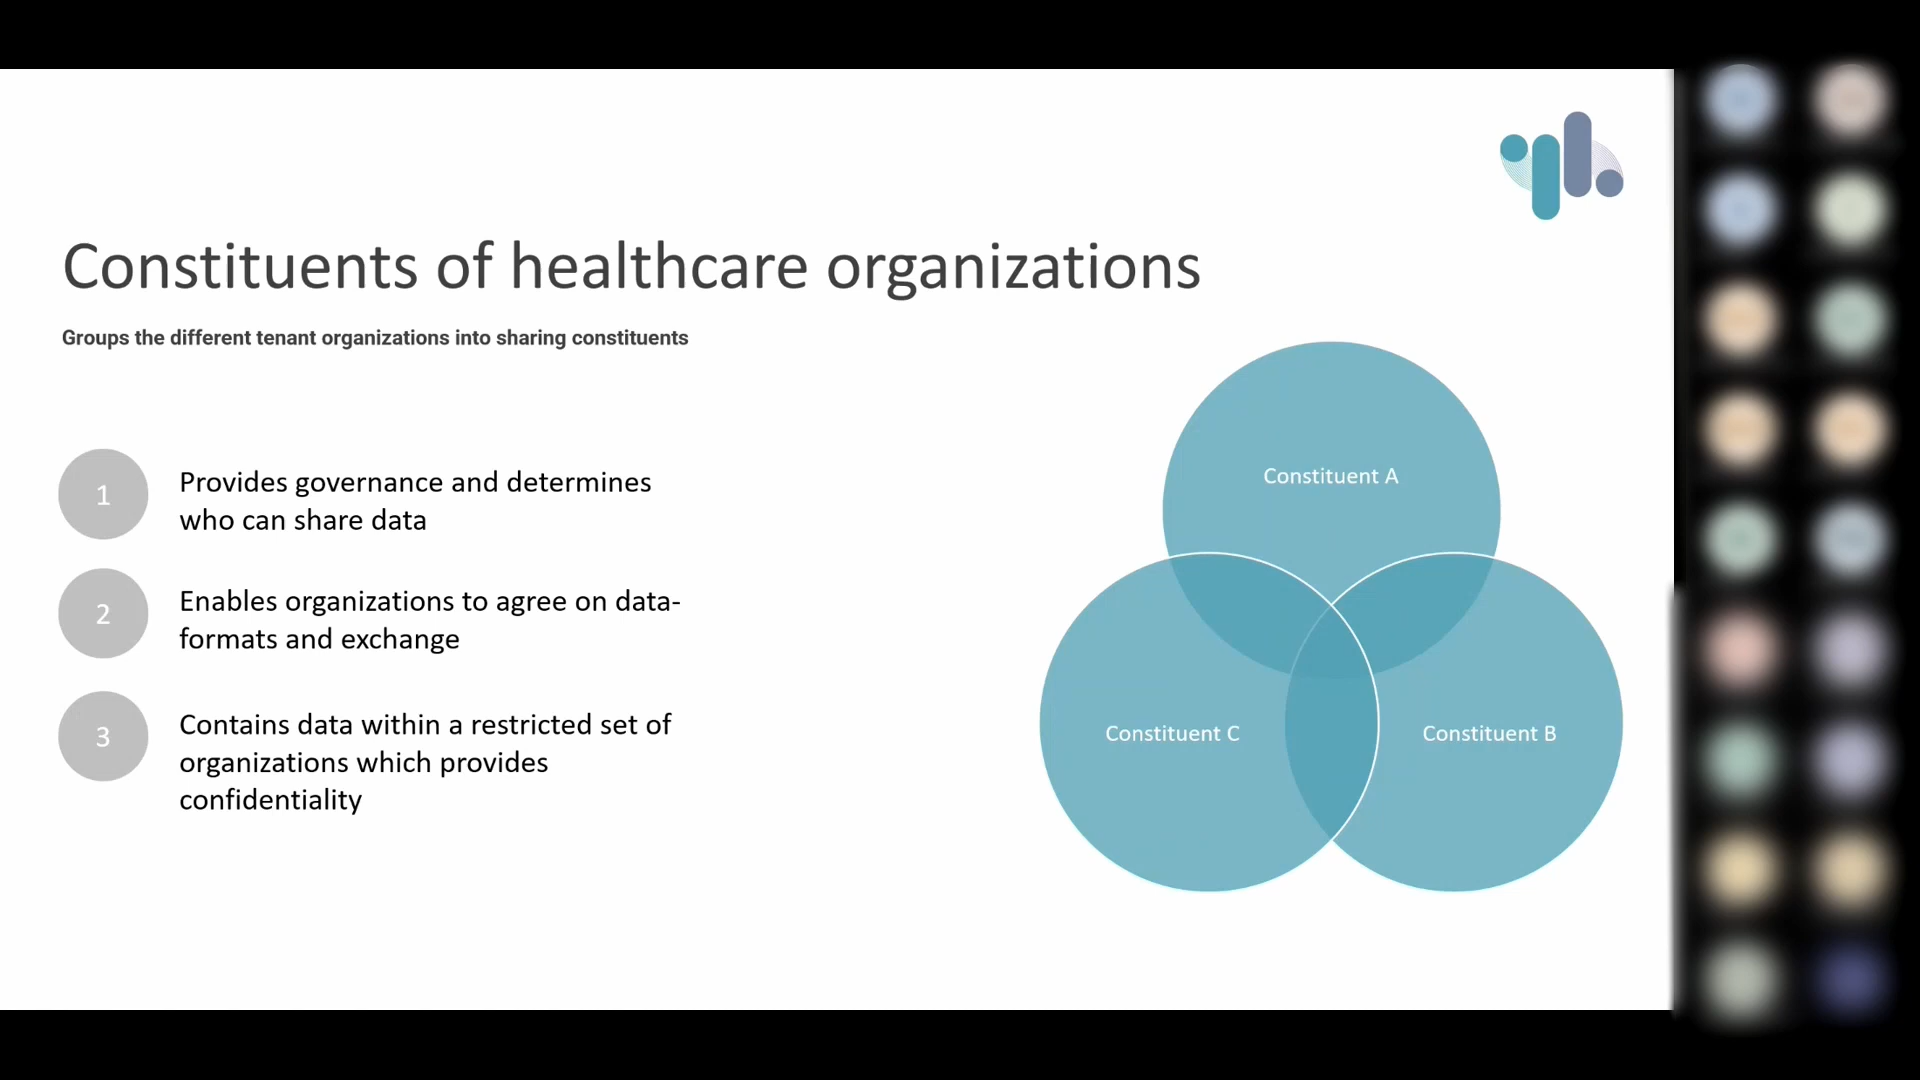 Constituents of healthcare organizations
Groups the different tenant organizations into sharing constituents
1
Provides governance and determines
who can share data
2
Enables organizations to agree on data-
formats and exchange
3
Contains data within a restricted set of
organizations which provides
confidentiality
Constituent A
Constituent C
Constituent B